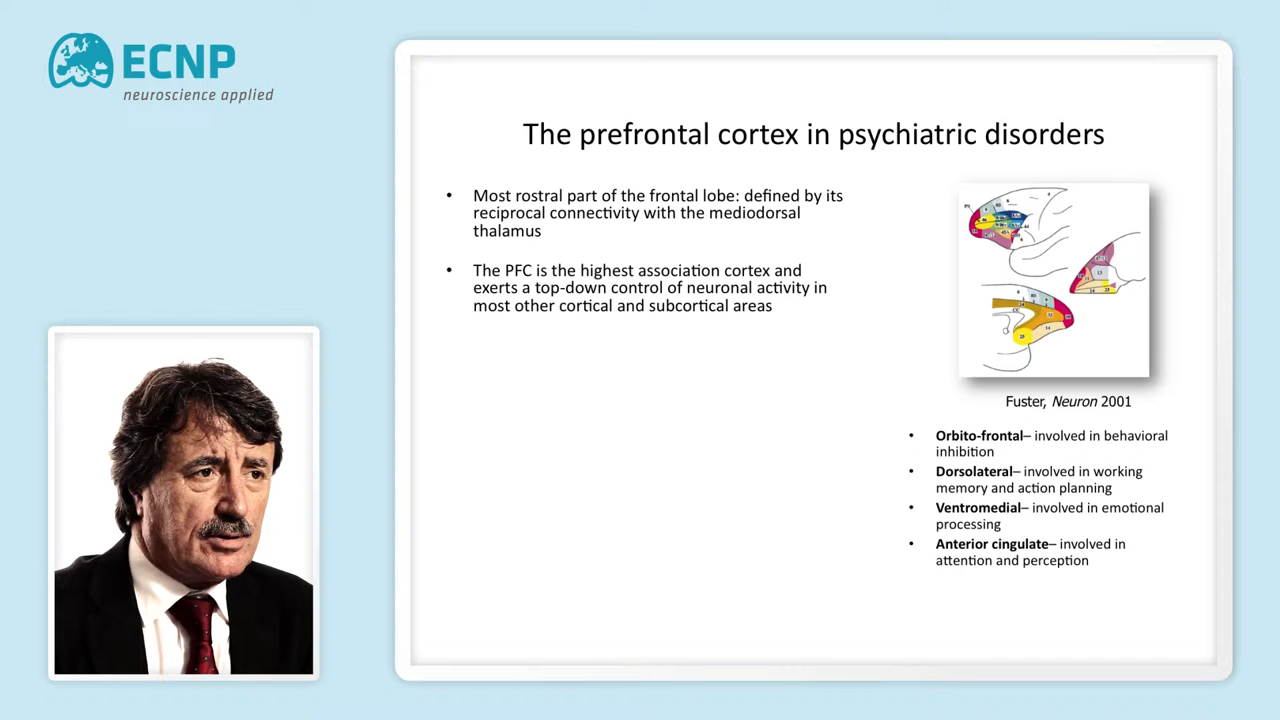 ECNP
neuroscience applied
The prefrontal cortex in psychiatric disorders
• Most rostral part of the frontal lobe: defined by its
reciprocal connectivity with the mediodorsal
thalamus
• The PFC is the highest association cortex and
exerts a top-down control of neuronal activity in
most other cortical and subcortical areas
Fuster, Neuron 2001
• Orbito-frontal– involved in behavioral
inhibition
• Dorsolateral– involved in working
memory and action planning
• Ventromedial– involved in emotional
processing
• Anterior cingulate– involved in
attention and perception